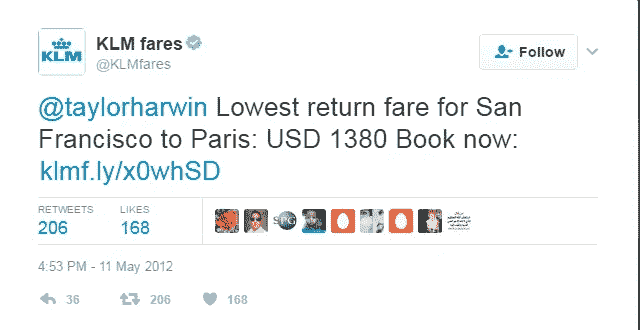 KLM
KLM fares
@KLMfares
Follow
@taylorharwin Lowest return fare for San
Francisco to Paris: USD 1380 Book now:
klmf.ly/x0whSD
RETWEETS LIKES
206 168
SPG
4:53 PM - 11 May 2012
36 206 168